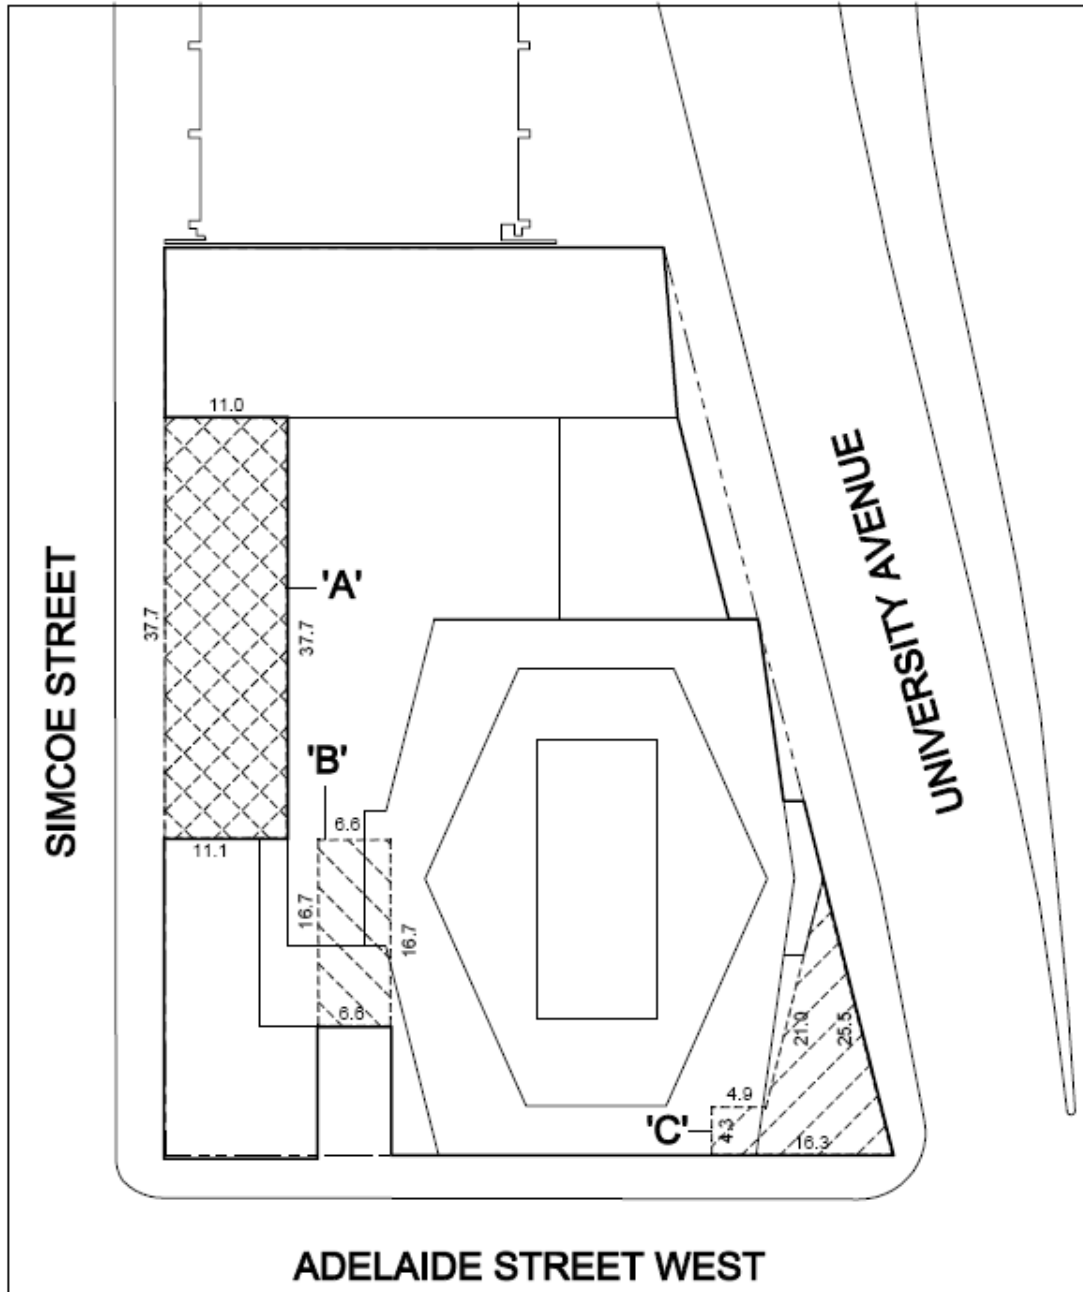 11.0
'A'
37.7
37.7
SIMCOE STREET
UNIVERSITY AVENUE
'B'
6.6
11.1
16.7
16.7
6.6
21.0
25.5
4.9
'C'
4.3
16.3
ADELAIDE STREET WEST